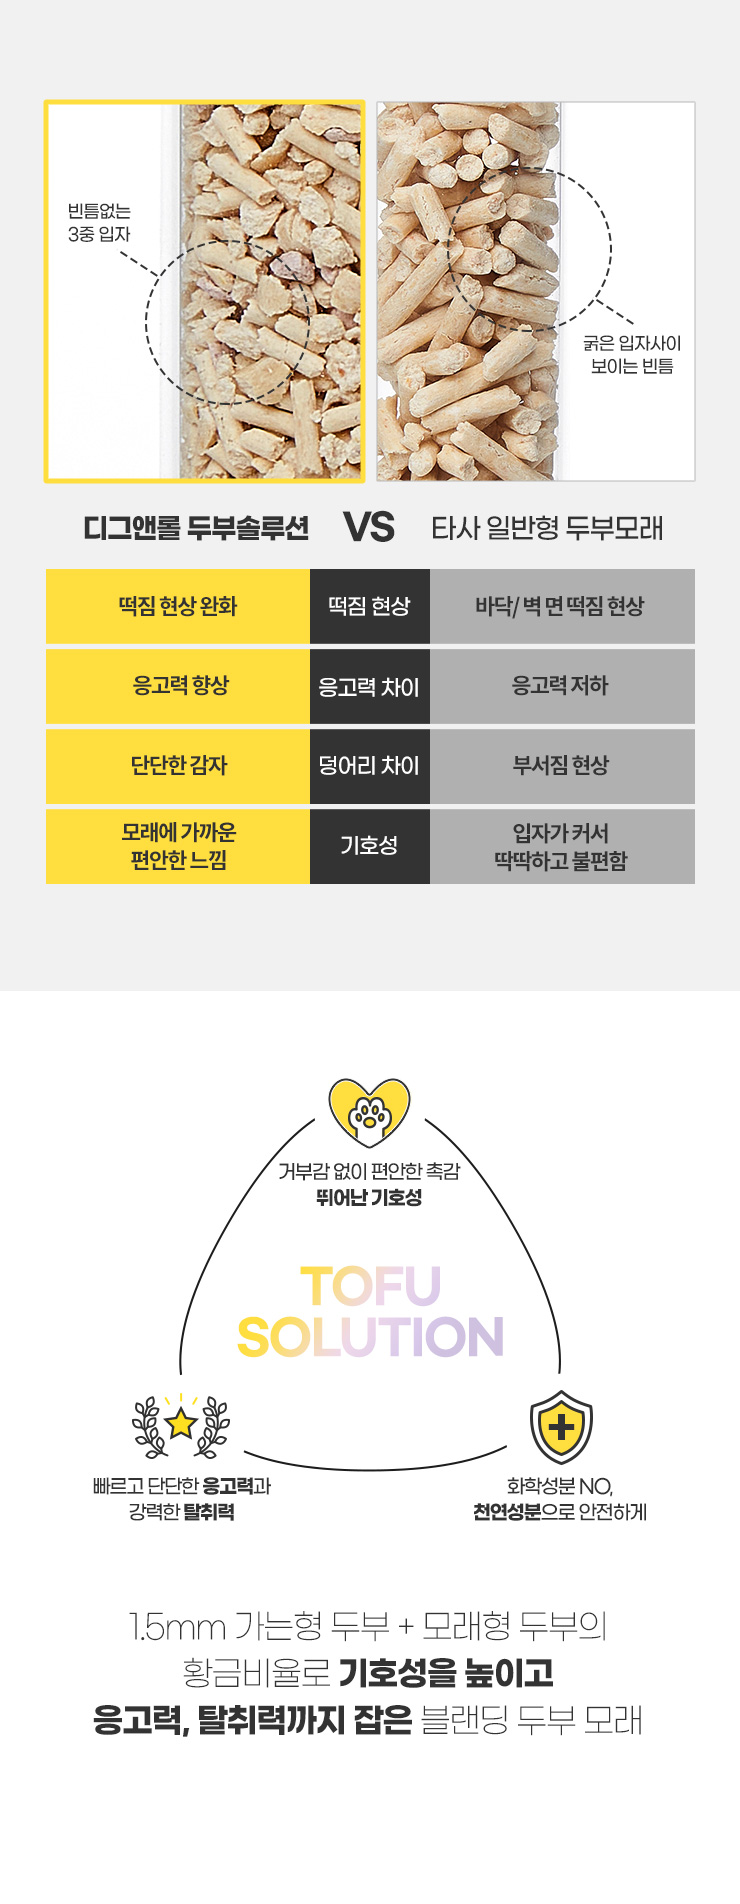 빈틈없는
3중 입자
굵은 입자사이
보이는 빈틈
디그앤롤 두부솔루션 VS 타사 일반형 두부모래
떡짐 현상 완화 떡짐 현상 바닥/ 벽 면 떡짐 현상
응고력 향상 응고력 차이 응고력 저하
단단한 감자 덩어리 차이 부서짐 현상
모래에 가까운
편안한 느낌
기호성
입자가 커서
딱딱하고 불편함
거부감 없이 편안한 촉감
뛰어난 기호성
TOFU
SOLUTION
빠르고 단단한 응고력과
강력한 탈취력
화학성분 NO,
천연성분으로 안전하게
1.5mm 가는형 두부 + 모래형 두부의
황금비율로 기호성을 높이고
응고력, 탈취력까지 잡은 블랜딩 두부 모래